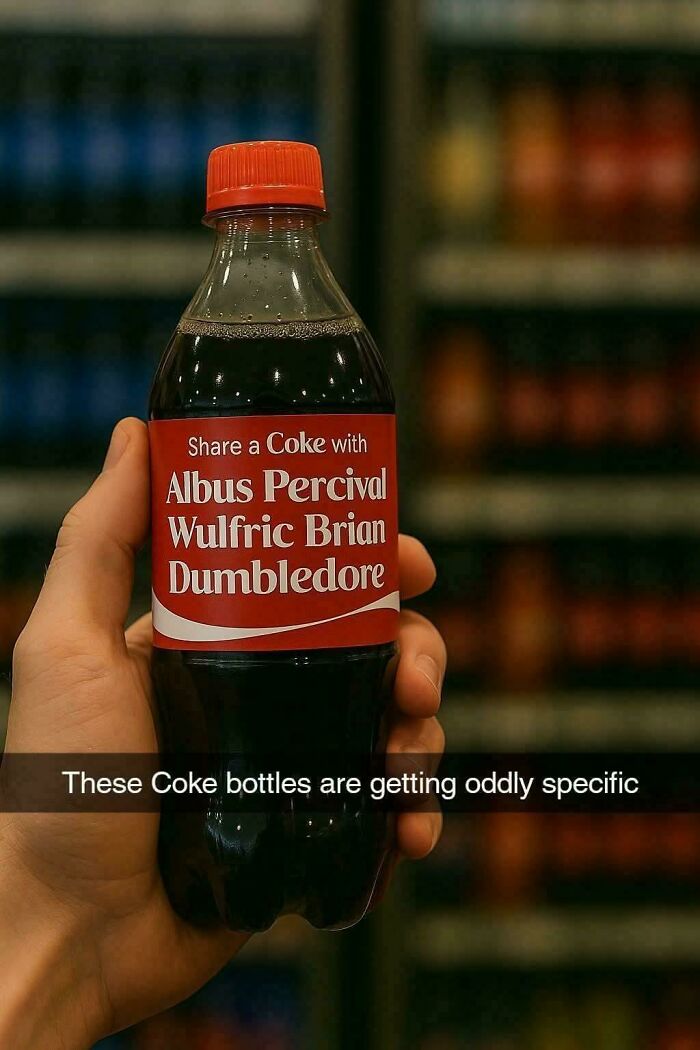 Share a Coke with
Albus Percival
Wulfric Brian
Dumbledore
These Coke bottles are getting oddly specific